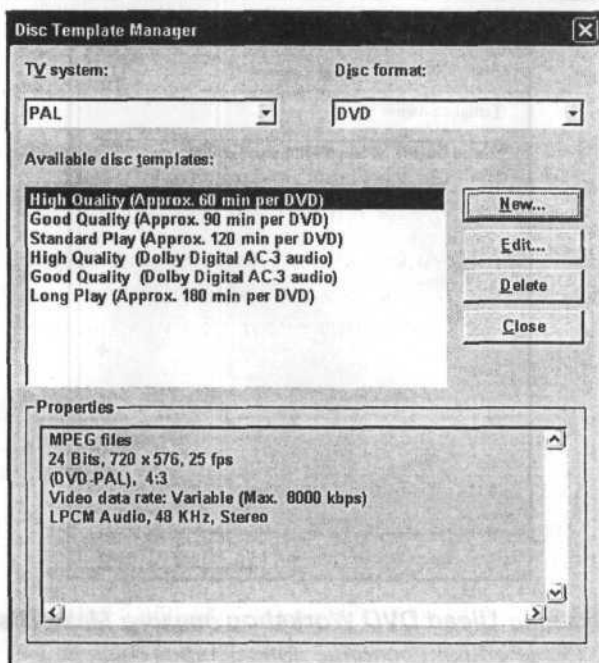 Disc Template Manager
TV system:
Disc format:
PAL
DVD
Available disc templates:
High Quality (Approx. 60 min per DVD)
Good Quality (Approx. 90 min per DVD)
Standard Play (Approx. 120 min per DVD)
High Quality (Dolby Digital AC-3 audio)
Good Quality (Dolby Digital AC-3 audio)
Long Play (Approx. 180 min per DVD)
New...
Edit...
Delete
Close
Properties
MPEG files
24 Bits, 720 x 576, 25 fps
(DVD-PAL), 4:3
Video data rate: Variable (Max. 8000 kbps)
LPCM Audio, 48 KHz, Stereo